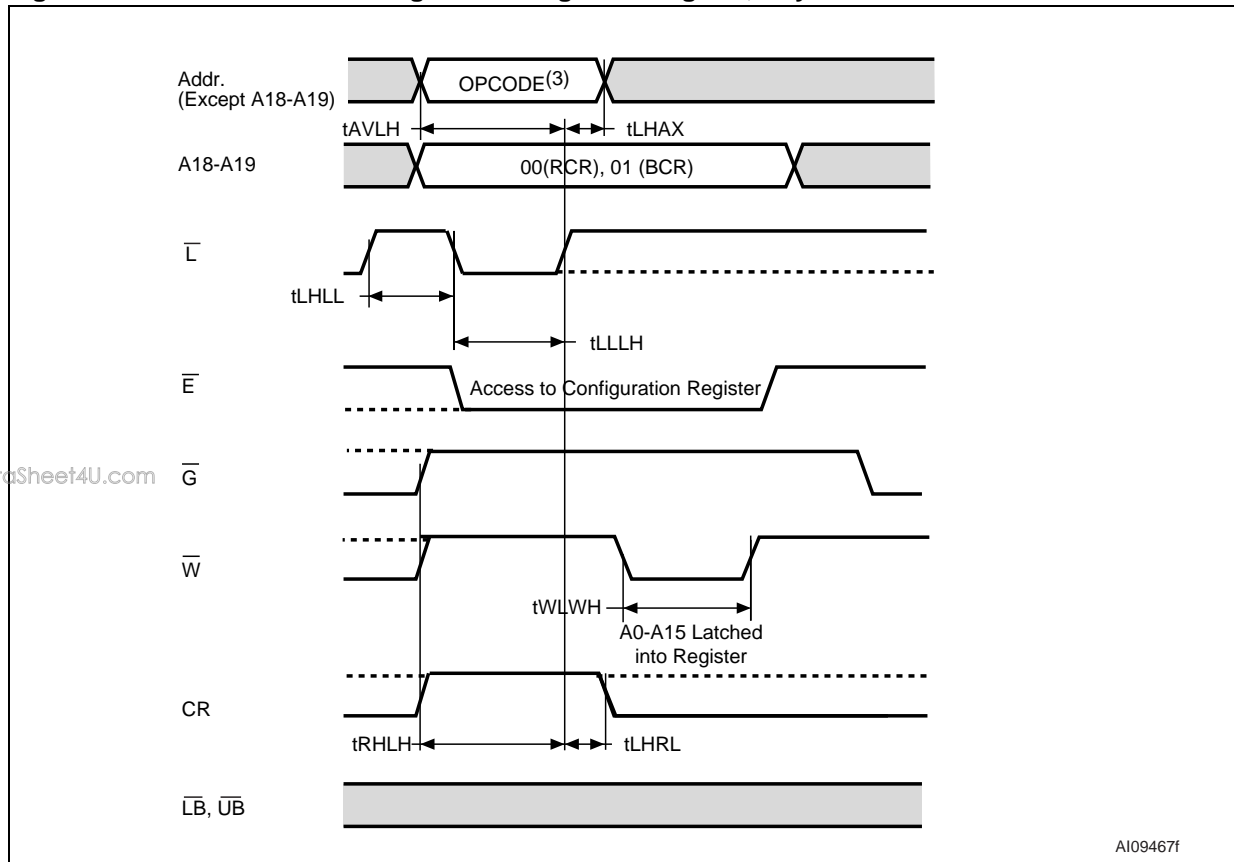 Addr.
(Except A18-A19)
OPCODE(3)
tAVLH
tLHAX
A18-A19
00(RCR), 01 (BCR)
L
tLHLL
tLLLH
E
Access to Configuration Register
aSheet4U.com
G
W
tWLWH
A0-A15 Latched
into Register
CR
tRHLH
tLHRL
LB, UB
AI09467f